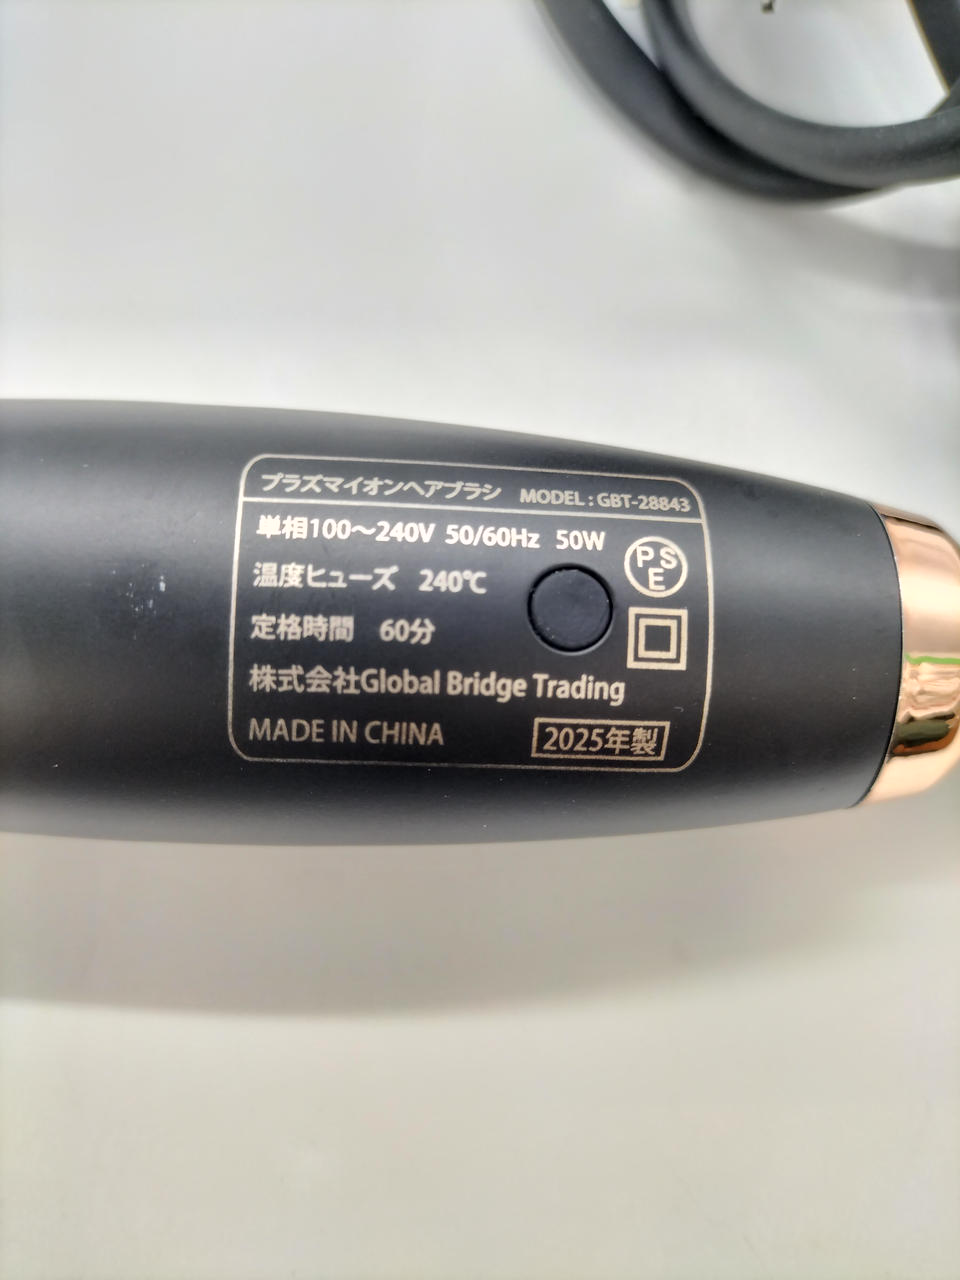 プラズマイオンヘアブラシ MODEL : GBT-28843
単相100～240V 50/60Hz 50W
PSE
温度ヒューズ 240℃
定格時間 60分
株式会社Global Bridge Trading
MADE IN CHINA 2025年製